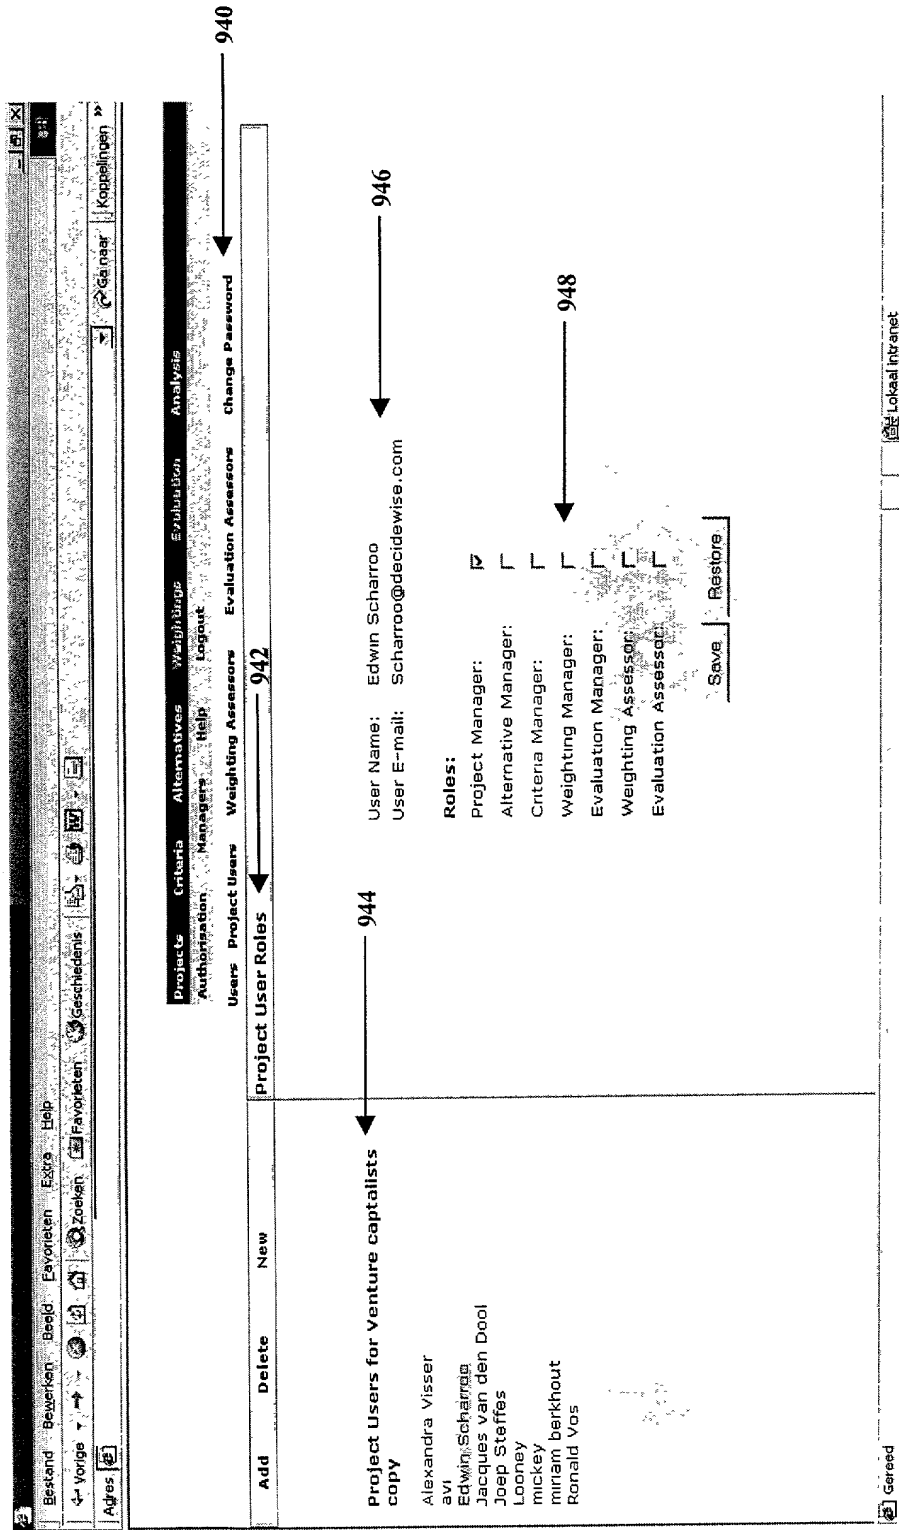 Bestand Bewerken Beeld Favorieten Extra Help
Vorige Zoeken Favorieten Geschiedenis
Adres Ga naar Koppelingen »
Projects Criteria Alternatives Weightings Evaluation Analysis
Authorisation Managers Help Logout
Users Project Users Weighting Assessors Evaluation Assessors Change Password
940
Add Delete New
Project User Roles
942
Project Users for Venture captalists
copy
944
Alexandra Visser
avi
Edwin Scharroo
Jacques van den Dool
Joep Steffes
Looney
mickey
miriam berkhout
Ronald Vos
User Name: Edwin Scharroo
User E-mail: Scharroo@decidewise.com
946
Roles:
Project Manager:
Alternative Manager:
Criteria Manager:
Weighting Manager:
948
Evaluation Manager:
Weighting Assessor:
Evaluation Assessor:
Save Restore
Gereed Lokaal intranet